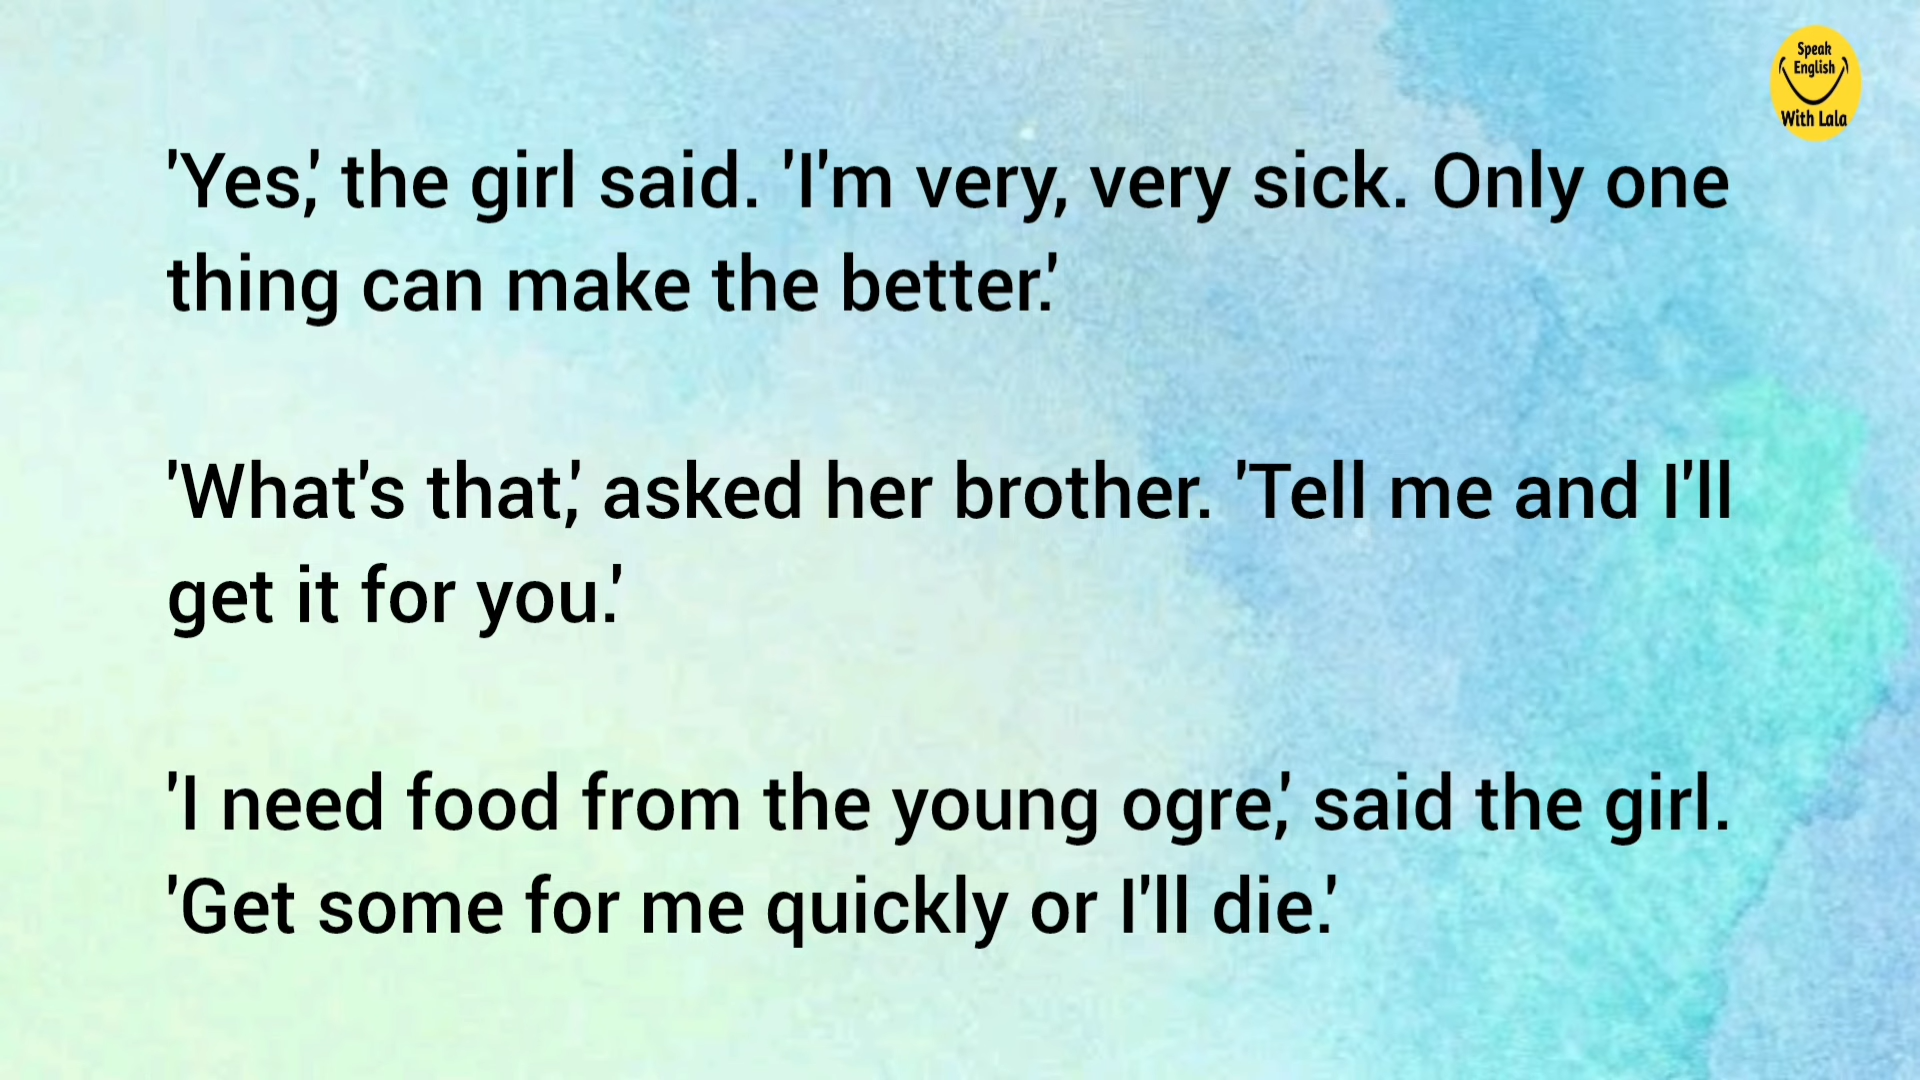 Speak
English
With Lala
'Yes,' the girl said. 'I'm very, very sick. Only one
thing can make the better.'
'What's that,' asked her brother. 'Tell me and I'll
get it for you.'
'I need food from the young ogre,' said the girl.
'Get some for me quickly or I'll die.'